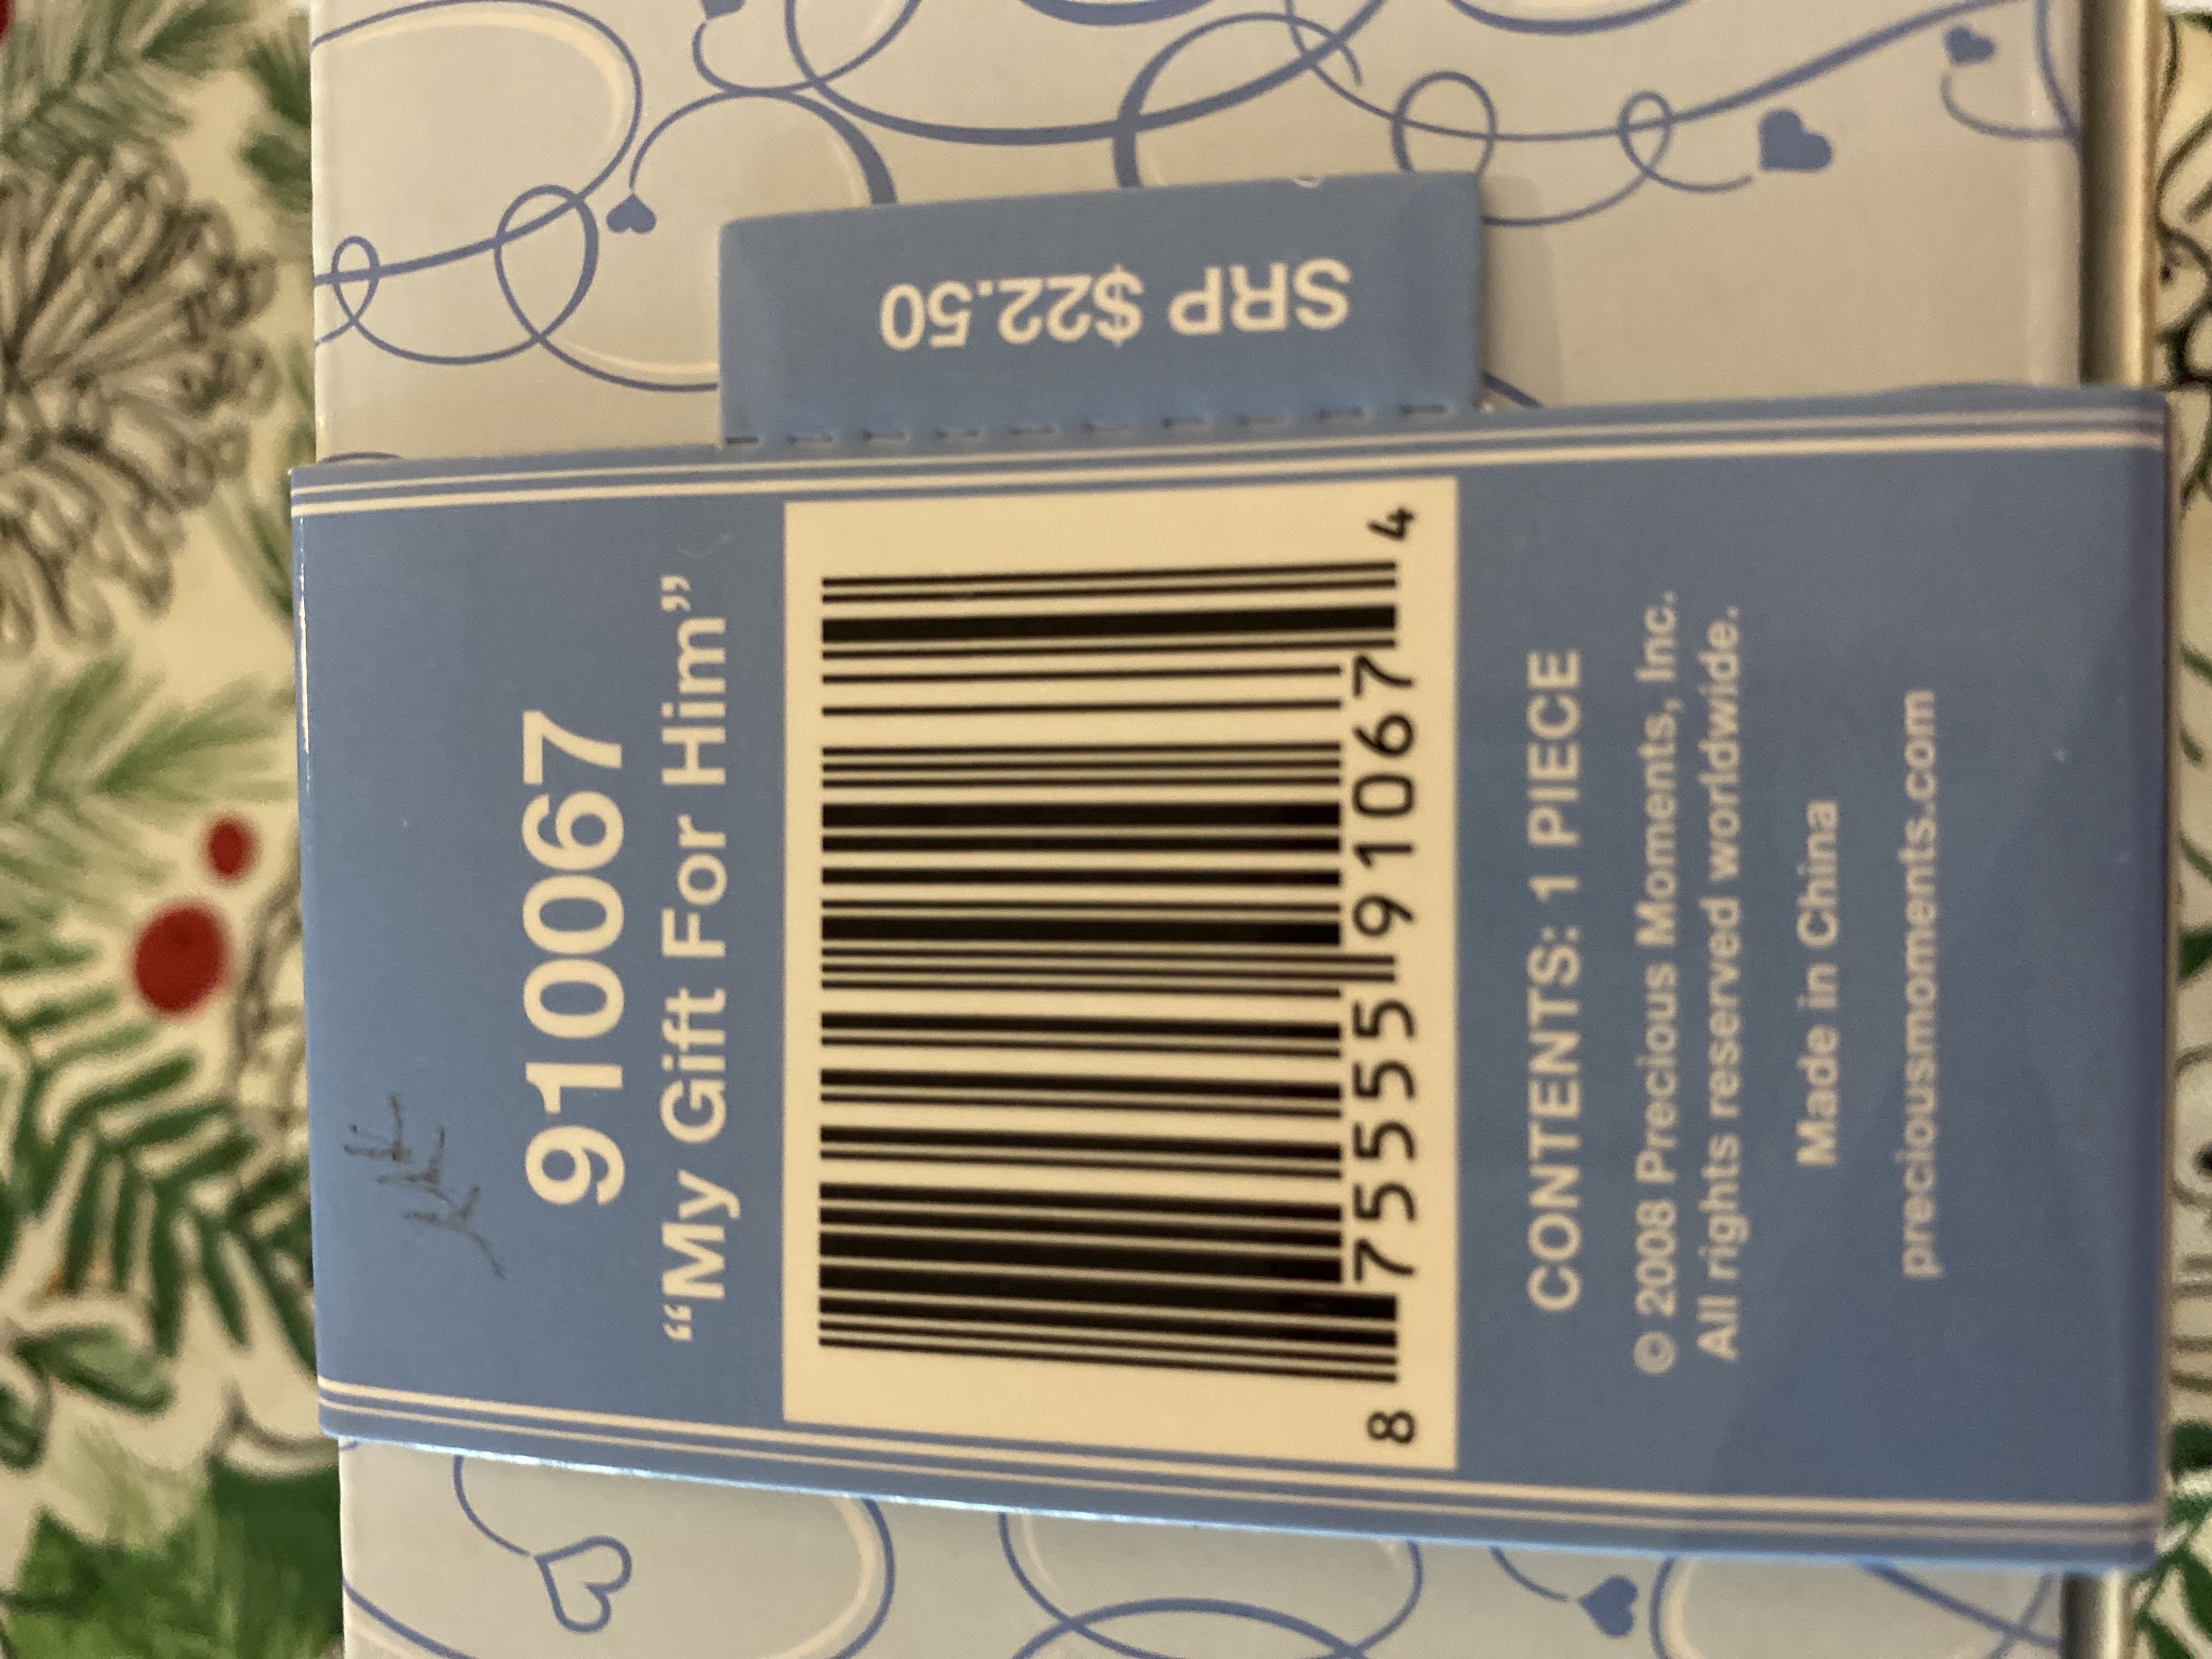 SRP $22.50
910067
“My Gift For Him”
8 75555 91067 4
CONTENTS: 1 PIECE
© 2008 Precious Moments, Inc.
All rights reserved worldwide.
Made in China
preciousmoments.com